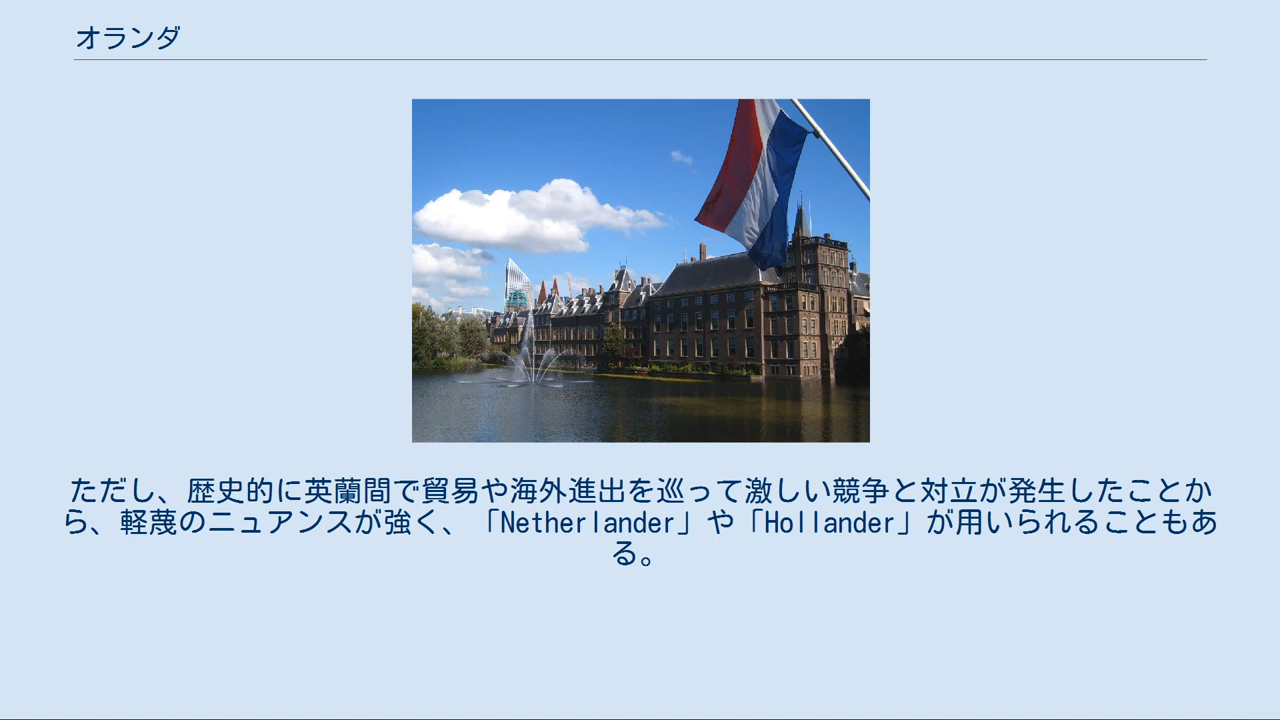 オランダ
ただし、歴史的に英蘭間で貿易や海外進出を巡って激しい競争と対立が発生したことか
ら、軽蔑のニュアンスが強く、「Netherlander」や「Hollander」が用いられることもあ
る。